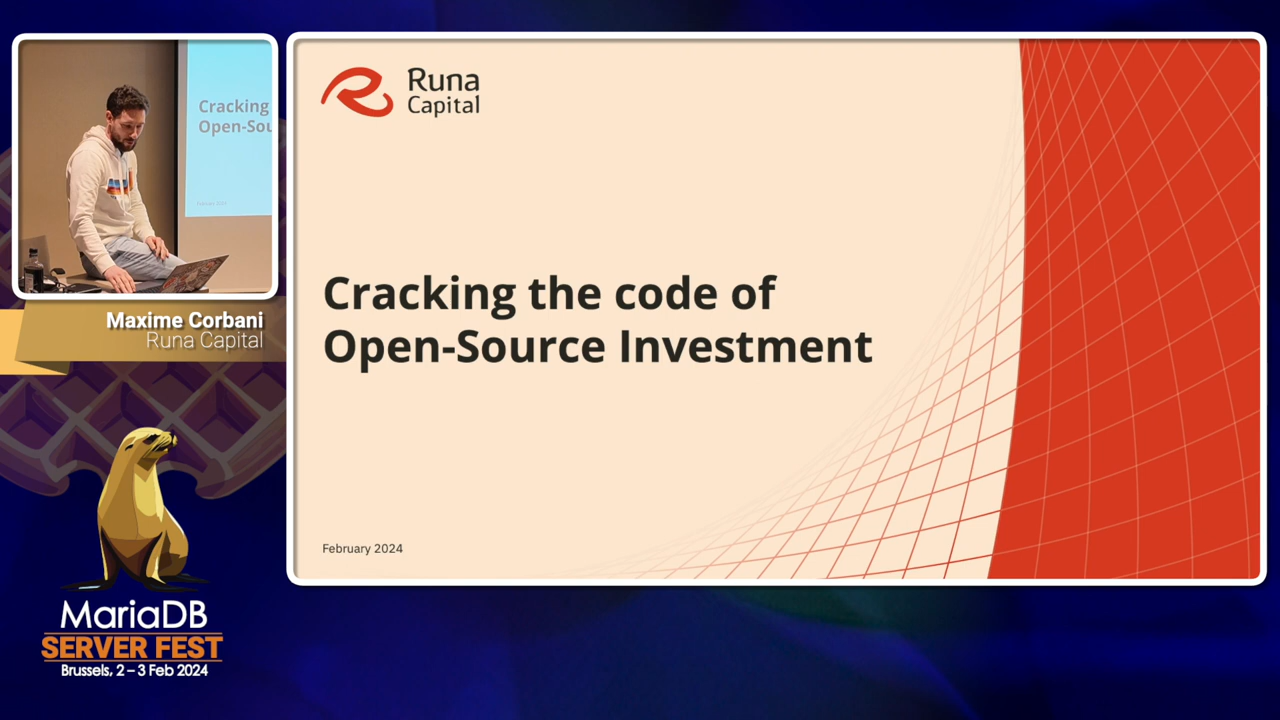 Cracking
Open-Sou
Maxime Corbani
Runa Capital
MariaDB
SERVER FEST
Brussels, 2 – 3 Feb 2024
Runa
Capital
Cracking the code of
Open-Source Investment
February 2024